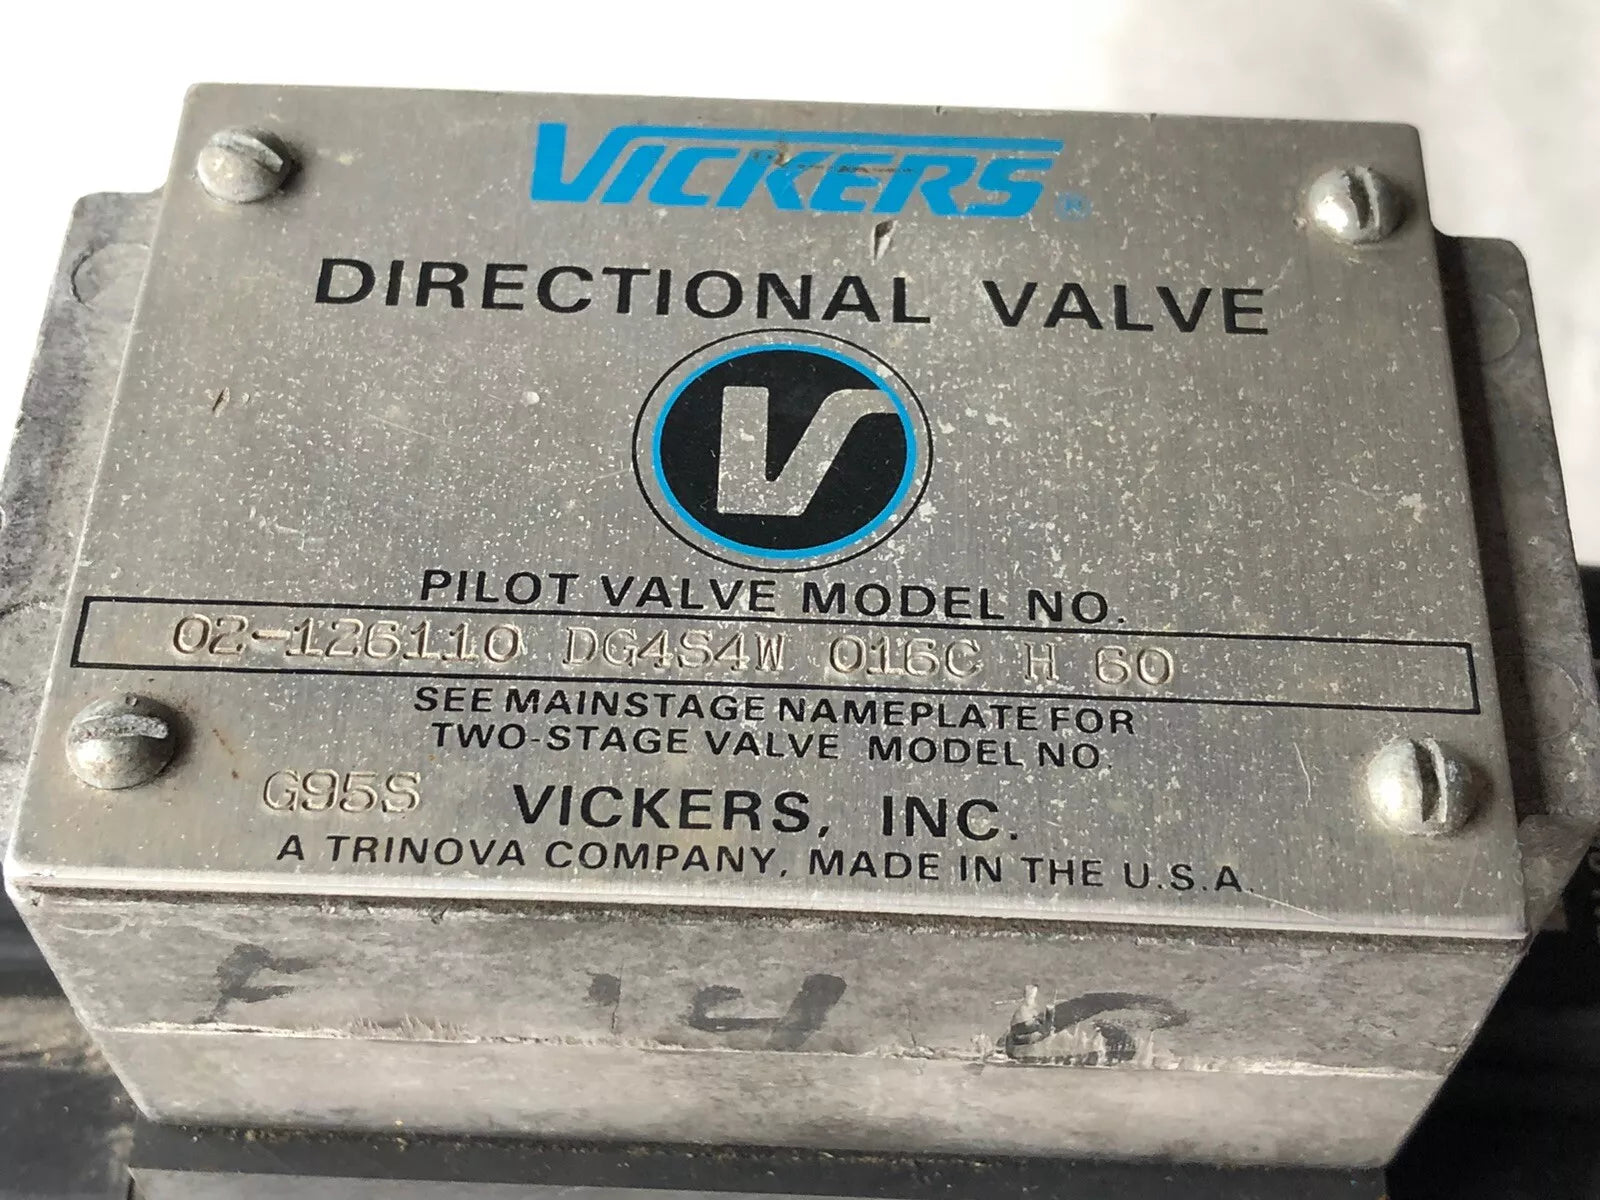 VICKERS®
DIRECTIONAL VALVE
V
PILOT VALVE MODEL NO.
02-126110 DG4S4W 016C H 60
SEE MAINSTAGE NAMEPLATE FOR
TWO-STAGE VALVE MODEL NO.
G95S VICKERS, INC.
A TRINOVA COMPANY, MADE IN THE U.S.A.